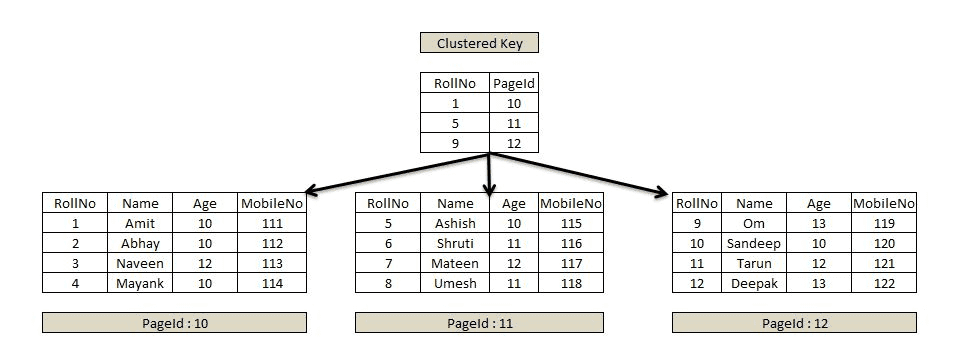 Clustered Key
RollNo PageId
1 10
5 11
9 12
RollNo Name Age MobileNo
1 Amit 10 111
2 Abhay 10 112
3 Naveen 12 113
4 Mayank 10 114
PageId : 10
RollNo Name Age MobileNo
5 Ashish 10 115
6 Shruti 11 116
7 Mateen 12 117
8 Umesh 11 118
PageId : 11
RollNo Name Age MobileNo
9 Om 13 119
10 Sandeep 10 120
11 Tarun 12 121
12 Deepak 13 122
PageId : 12